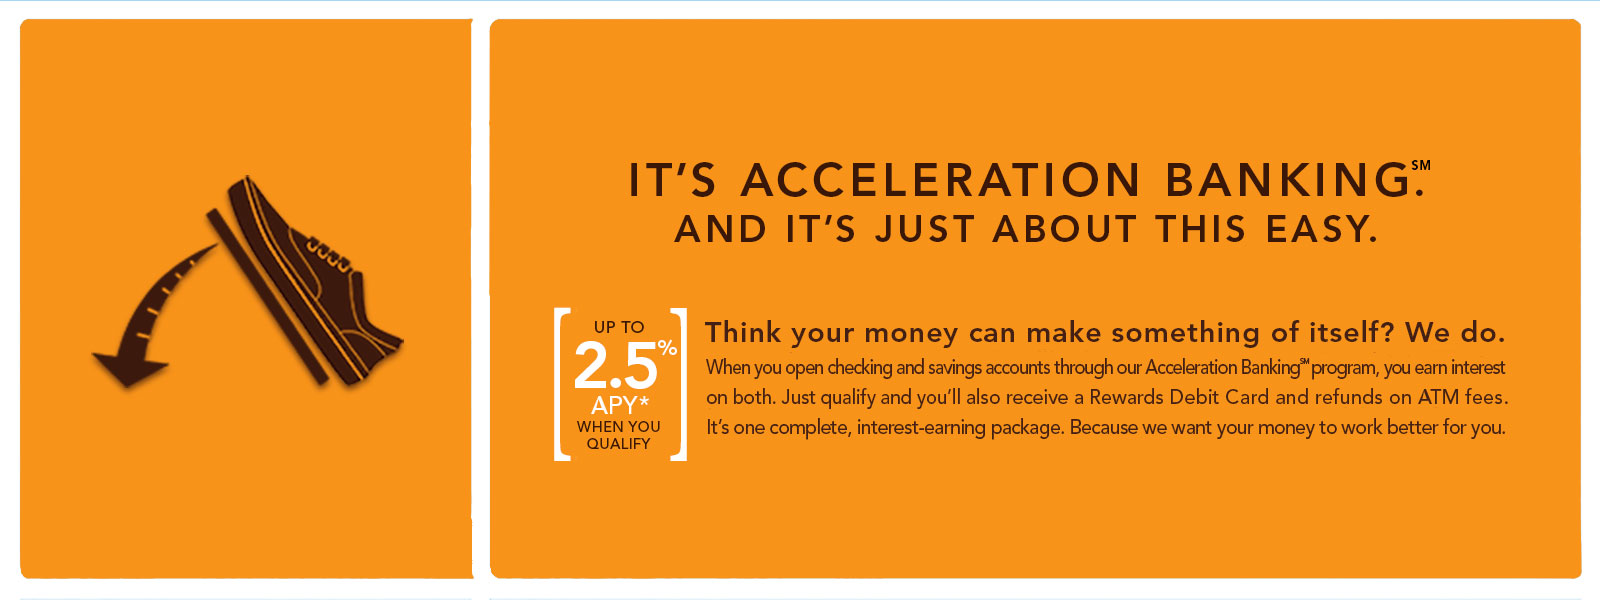 IT'S ACCELERATION BANKING.℠
AND IT'S JUST ABOUT THIS EASY.
UP TO
2.5%
APY*
WHEN YOU
QUALIFY
Think your money can make something of itself? We do.
When you open checking and savings accounts through our Acceleration Banking℠ program, you earn interest
on both. Just qualify and you'll also receive a Rewards Debit Card and refunds on ATM fees.
It's one complete, interest-earning package. Because we want your money to work better for you.